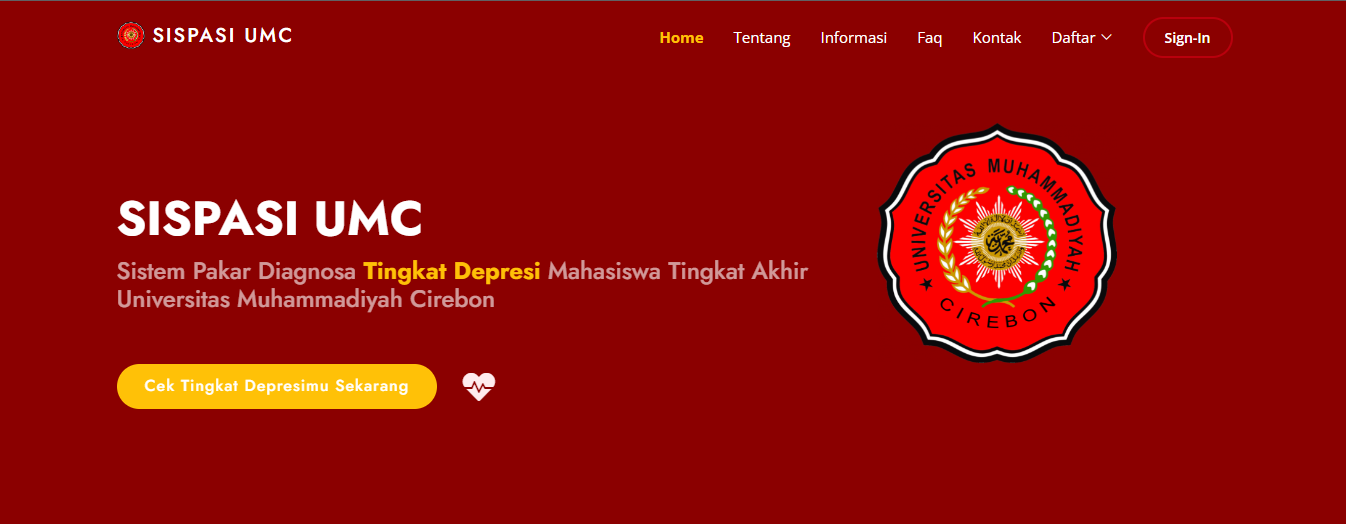 SISPASI UMC
Home
Tentang
Informasi
Faq
Kontak
Daftar
Sign-In
SISPASI UMC
Sistem Pakar Diagnosa Tingkat Depresi Mahasiswa Tingkat Akhir
Universitas Muhammadiyah Cirebon
Cek Tingkat Depresimu Sekarang
UNIVERSITAS MUHAMMADIYAH
CIREBON